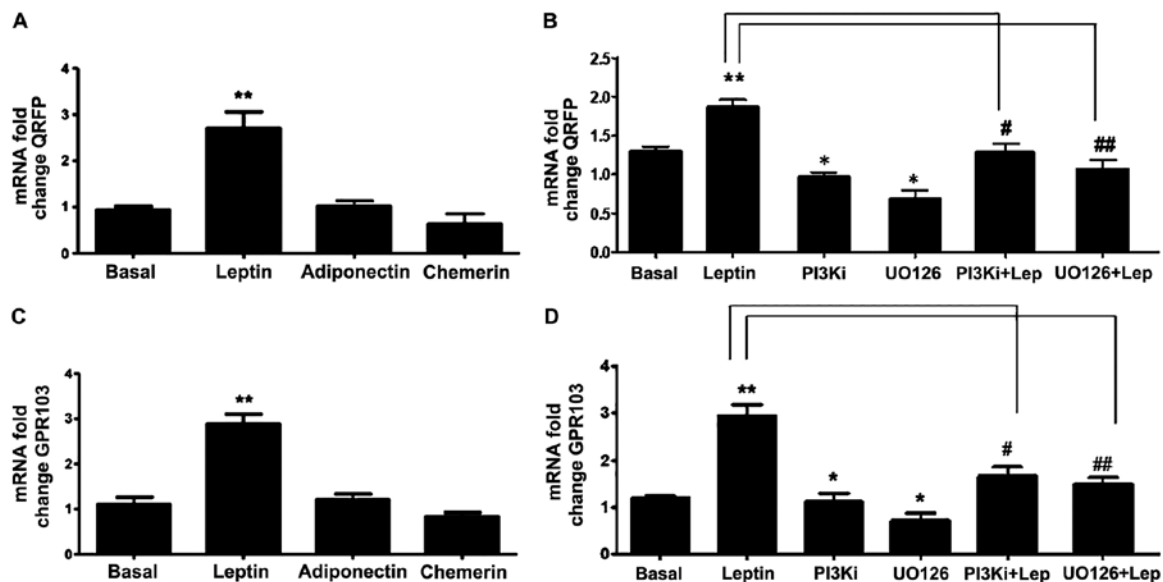 A
mRNA fold
change QRFP
4
3
2
1
0
**
Basal Leptin Adiponectin Chemerin
B
mRNA fold
change QRFP
2.5
2.0
1.5
1.0
0.5
0.0
**
*
*
#
##
Basal Leptin PI3Ki UO126 PI3Ki+Lep UO126+Lep
C
mRNA fold
change GPR103
4
3
2
1
0
**
Basal Leptin Adiponectin Chemerin
D
mRNA fold
change GPR103
4
3
2
1
0
**
*
*
#
##
Basal Leptin PI3Ki UO126 PI3Ki+Lep UO126+Lep